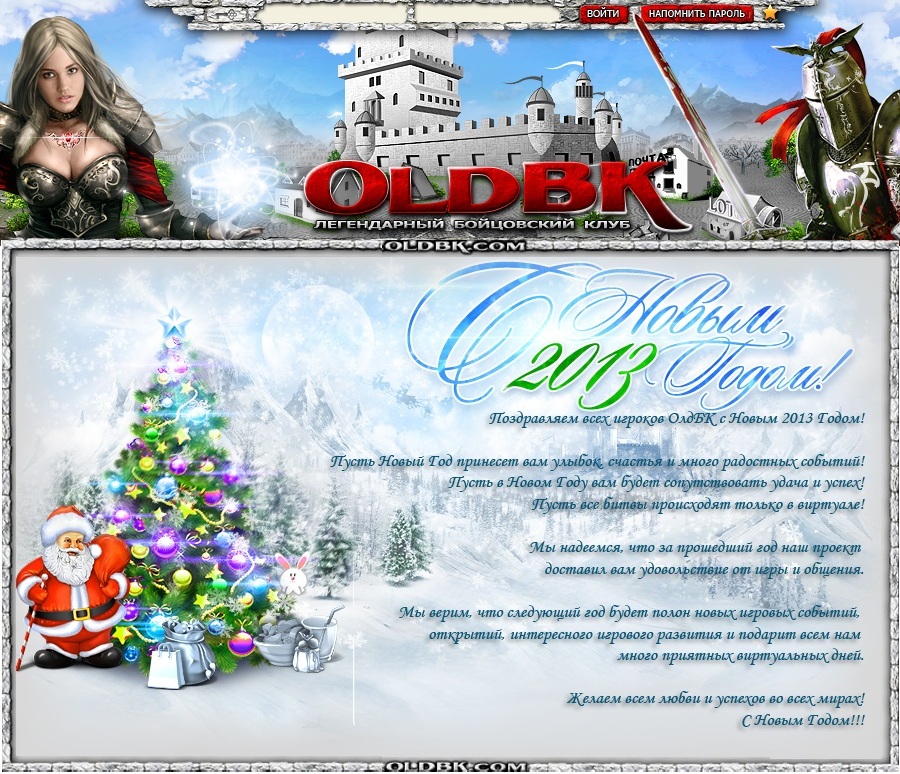 ВОЙТИ
НАПОМНИТЬ ПАРОЛЬ
ПОЧТА
LOTO
OLDBK
ЛЕГЕНДАРНЫЙ БОЙЦОВСКИЙ КЛУБ
OLDBK.COM
С Новым
2013 Годом!
Поздравляем всех игроков ОлдБК с Новым 2013 Годом!
Пусть Новый Год принесет вам улыбок, счастья и много радостных событий!
Пусть в Новом Году вам будет сопутствовать удача и успех!
Пусть все битвы происходят только в виртуале!
Мы надеемся, что за прошедший год наш проект
доставил вам удовольствие от игры и общения.
Мы верим, что следующий год будет полон новых игровых событий,
открытий, интересного игрового развития и подарит всем нам
много приятных виртуальных дней.
Желаем всем любви и успехов во всех мирах!
С Новым Годом!!!
OLDBK.COM